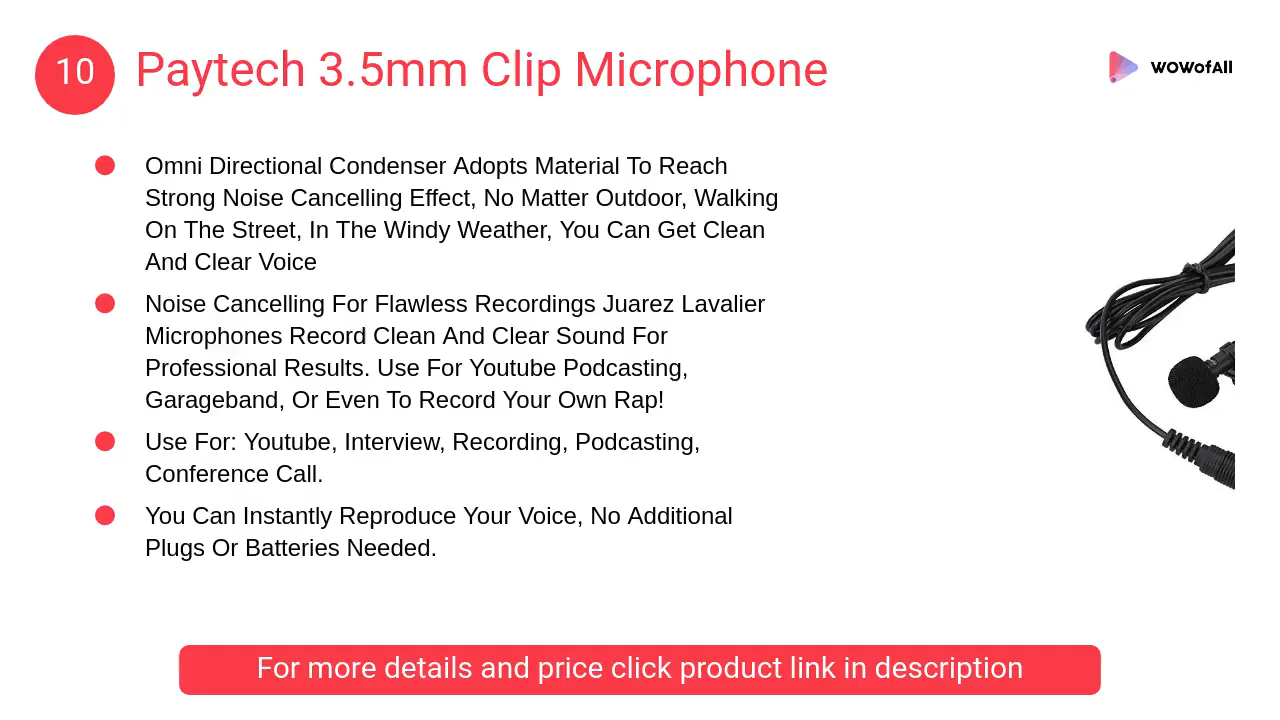 10
Paytech 3.5mm Clip Microphone
WOWofAll
Omni Directional Condenser Adopts Material To Reach
Strong Noise Cancelling Effect, No Matter Outdoor, Walking
On The Street, In The Windy Weather, You Can Get Clean
And Clear Voice
Noise Cancelling For Flawless Recordings Juarez Lavalier
Microphones Record Clean And Clear Sound For
Professional Results. Use For Youtube Podcasting,
Garageband, Or Even To Record Your Own Rap!
Use For: Youtube, Interview, Recording, Podcasting,
Conference Call.
You Can Instantly Reproduce Your Voice, No Additional
Plugs Or Batteries Needed.
For more details and price click product link in description